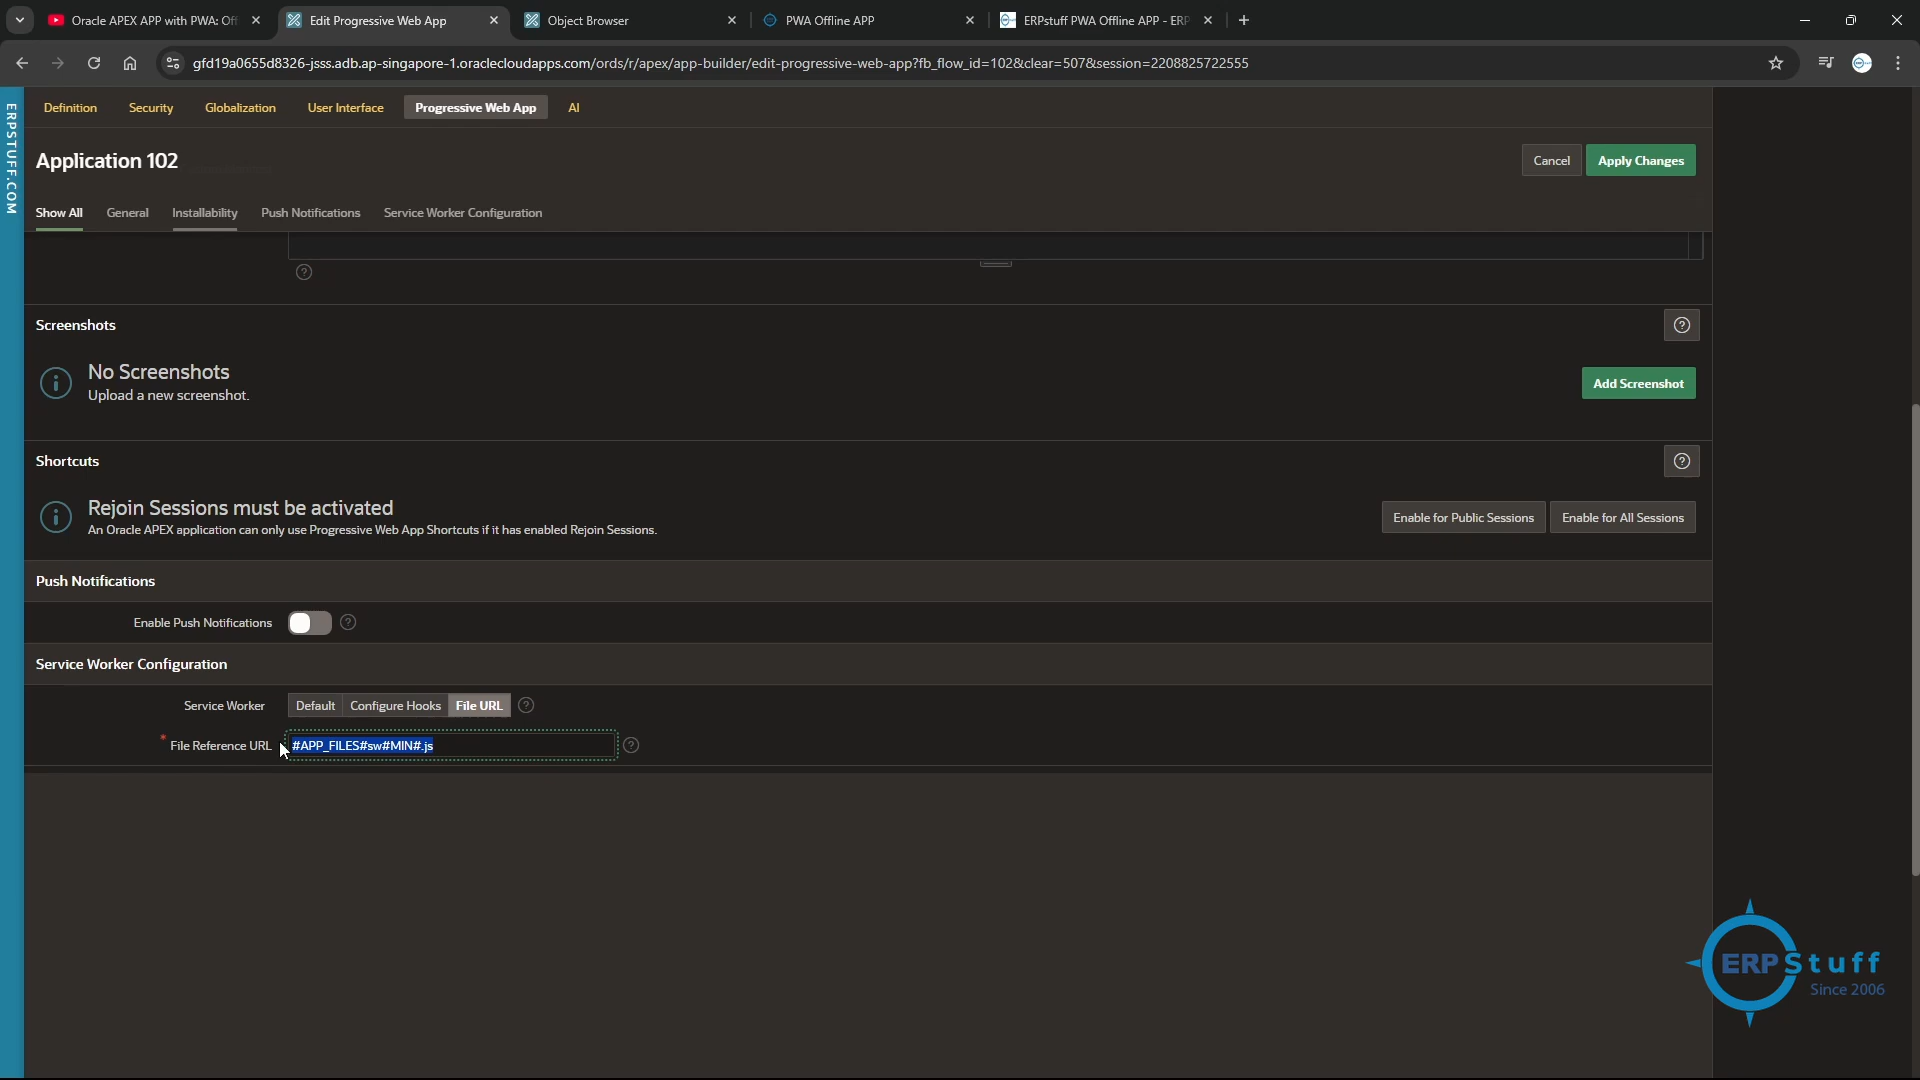 Oracle APEX APP with PWA: Off
Edit Progressive Web App
Object Browser
PWA Offline APP
ERPstuff PWA Offline APP - ERP
gfd19a0655d8326-jsss.adb.ap-singapore-1.oraclecloudapps.com/ords/r/apex/app-builder/edit-progressive-web-app?fb_flow_id=102&clear=507&session=2208825722555
ERPSTUFF.COM
Definition
Security
Globalization
User Interface
Progressive Web App
AI
Application 102
Cancel
Apply Changes
Show All
General
Installability
Push Notifications
Service Worker Configuration
Screenshots
No Screenshots
Upload a new screenshot.
Add Screenshot
Shortcuts
Rejoin Sessions must be activated
An Oracle APEX application can only use Progressive Web App Shortcuts if it has enabled Rejoin Sessions.
Enable for Public Sessions
Enable for All Sessions
Push Notifications
Enable Push Notifications
Service Worker Configuration
Service Worker
Default
Configure Hooks
File URL
* File Reference URL
#APP_FILES#sw#MIN#.js
ERPStuff
Since 2006